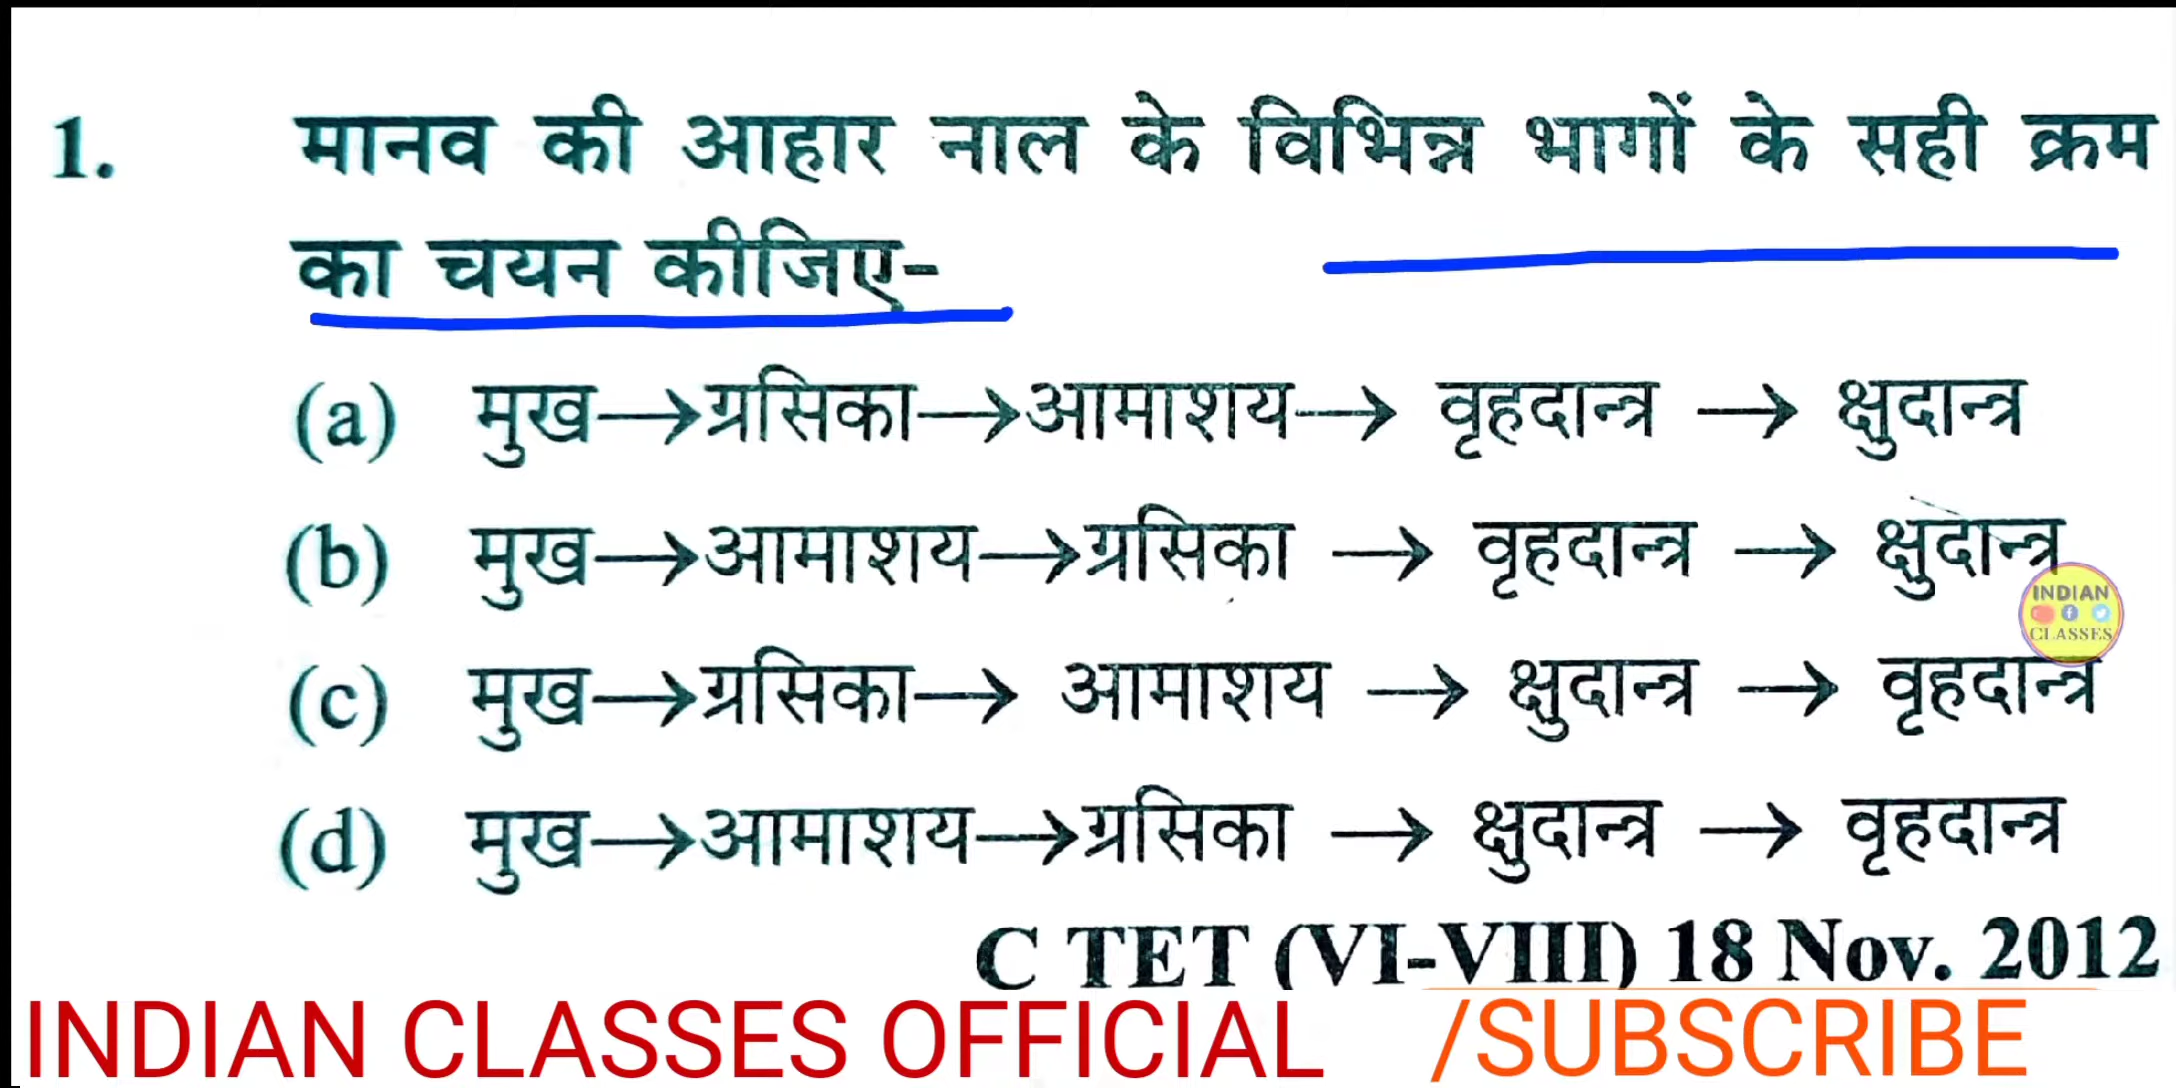 1. मानव की आहार नाल के विभिन्न भागों के सही क्रम
का चयन कीजिए-
(a) मुख→ग्रसिका→आमाशय→ वृहदान्त्र → क्षुदान्त्र
(b) मुख→आमाशय→ग्रसिका → वृहदान्त्र → क्षुदान्त्र
INDIAN
CLASSES
(c) मुख→ग्रसिका→ आमाशय → क्षुदान्त्र → वृहदान्त्र
(d) मुख→आमाशय→ग्रसिका → क्षुदान्त्र → वृहदान्त्र
C TET (VI-VIII) 18 Nov. 2012
INDIAN CLASSES OFFICIAL /SUBSCRIBE